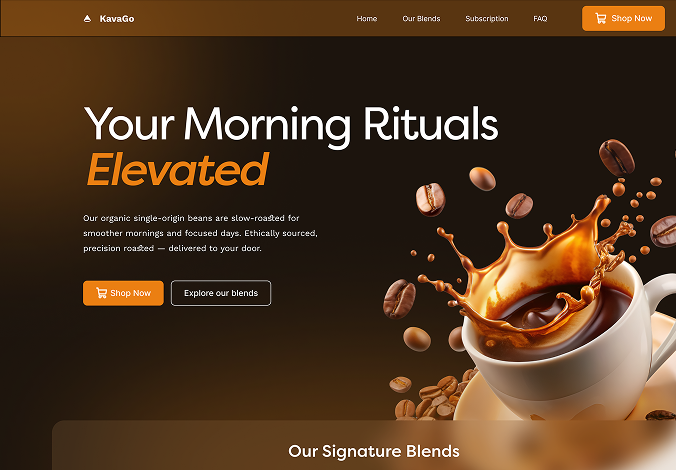 KavaGo
Home
Our Blends
Subscription
FAQ
Shop Now
Your Morning Rituals
Elevated
Our organic single-origin beans are slow-roasted for
smoother mornings and focused days. Ethically sourced,
precision roasted — delivered to your door.
Shop Now
Explore our blends
Our Signature Blends